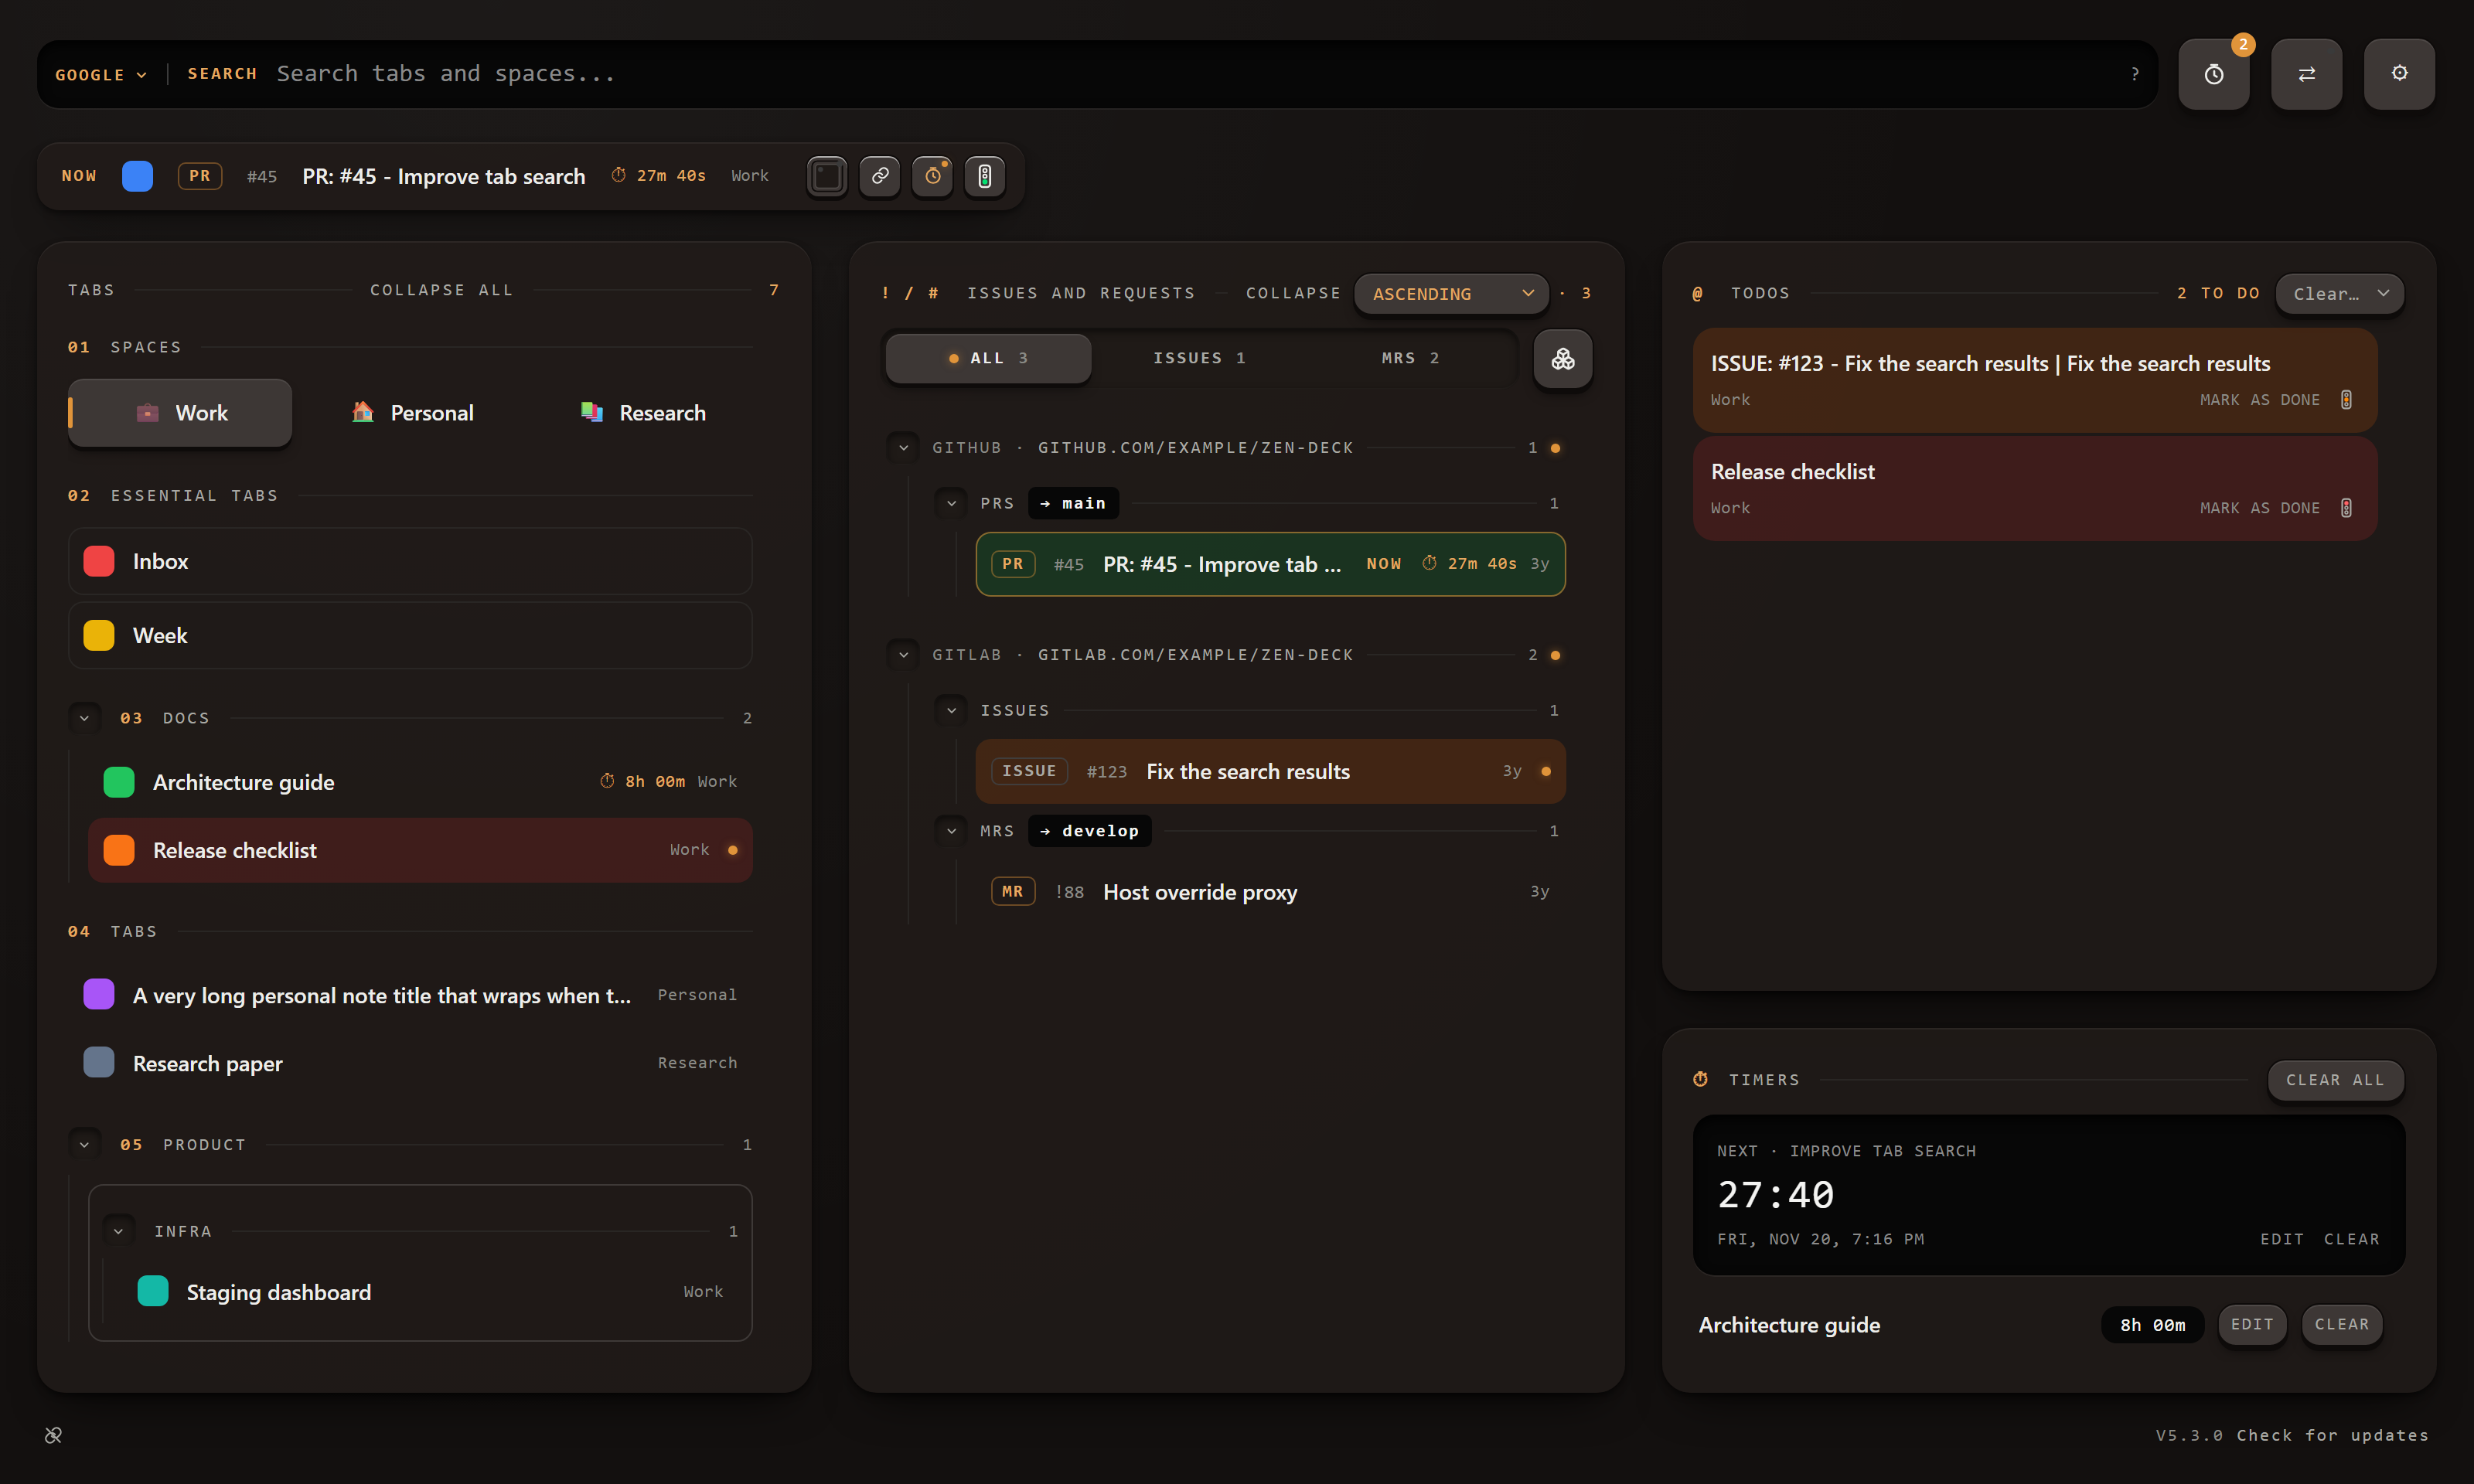 GOOGLE SEARCH Search tabs and spaces... ?
2
NOW PR #45 PR: #45 - Improve tab search 27m 40s Work
TABS COLLAPSE ALL 7
01 SPACES
Work Personal Research
02 ESSENTIAL TABS
Inbox
Week
03 DOCS 2
Architecture guide 8h 00m Work
Release checklist Work
04 TABS
A very long personal note title that wraps when t... Personal
Research paper Research
05 PRODUCT 1
INFRA 1
Staging dashboard Work
! / # ISSUES AND REQUESTS COLLAPSE ASCENDING · 3
ALL 3 ISSUES 1 MRS 2
GITHUB · GITHUB.COM/EXAMPLE/ZEN-DECK 1
PRS → main 1
PR #45 PR: #45 - Improve tab ... NOW 27m 40s 3y
GITLAB · GITLAB.COM/EXAMPLE/ZEN-DECK 2
ISSUES 1
ISSUE #123 Fix the search results 3y
MRS → develop 1
MR !88 Host override proxy 3y
@ TODOS 2 TO DO Clear...
ISSUE: #123 - Fix the search results | Fix the search results
Work MARK AS DONE
Release checklist
Work MARK AS DONE
TIMERS CLEAR ALL
NEXT · IMPROVE TAB SEARCH
27:40
FRI, NOV 20, 7:16 PM EDIT CLEAR
Architecture guide 8h 00m EDIT CLEAR
V5.3.0 Check for updates